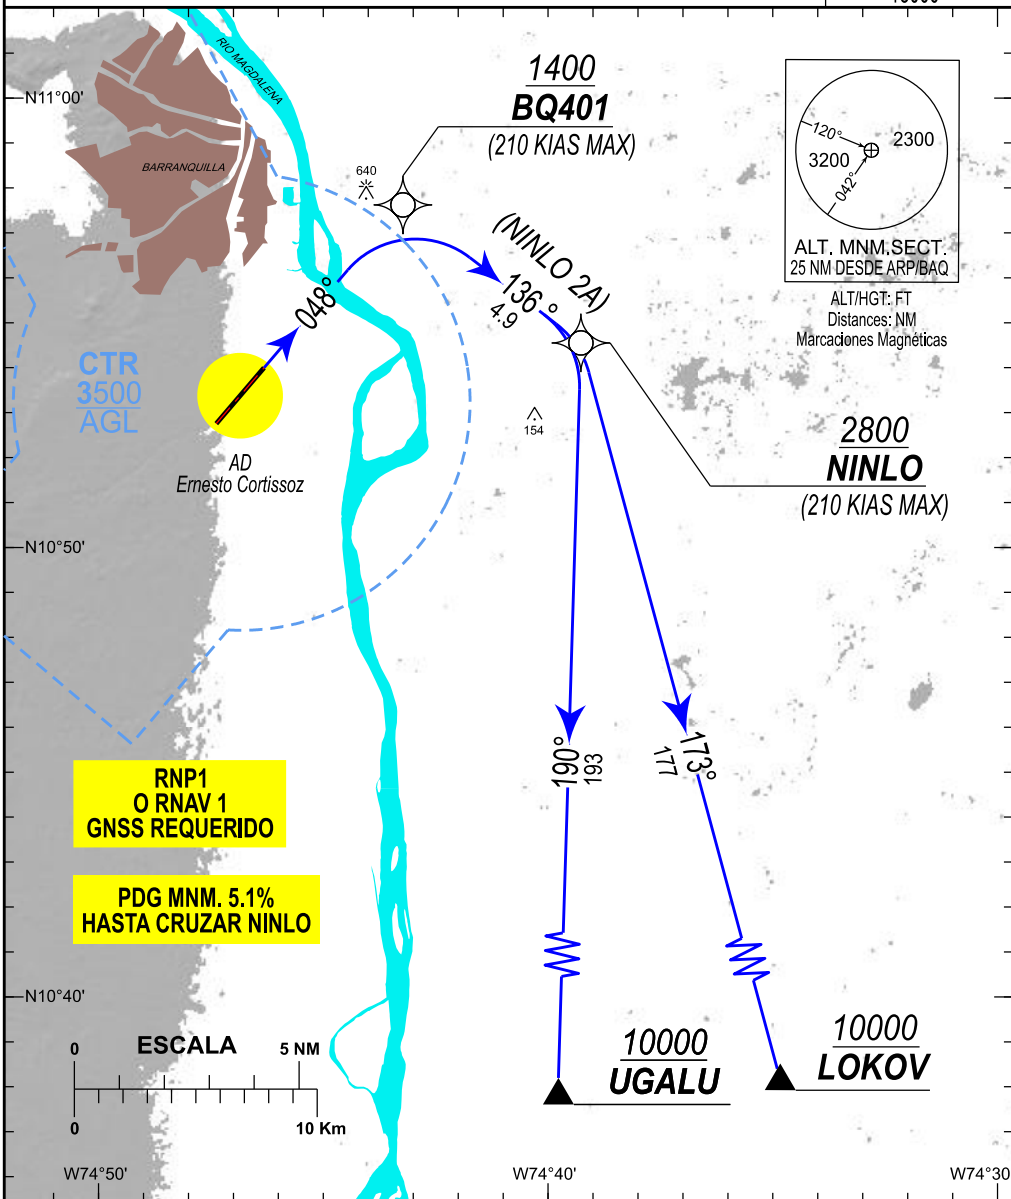 RIO MAGDALENA
N11°00'
BARRANQUILLA
640
1400
BQ401
(210 KIAS MAX)
120°
2300
3200
042°
ALT. MNM.SECT.
25 NM DESDE ARP/BAQ
ALT/HGT: FT
Distances: NM
Marcaciones Magnéticas
(NINLO 2A)
136°
4.9
048°
CTR
3500
AGL
AD
Ernesto Cortissoz
154
2800
NINLO
(210 KIAS MAX)
N10°50'
190°
193
173°
177
RNP1
O RNAV 1
GNSS REQUERIDO
PDG MNM. 5.1%
HASTA CRUZAR NINLO
N10°40'
0 ESCALA 5 NM
0 10 Km
10000
UGALU
10000
LOKOV
W74°50'
W74°40'
W74°30'